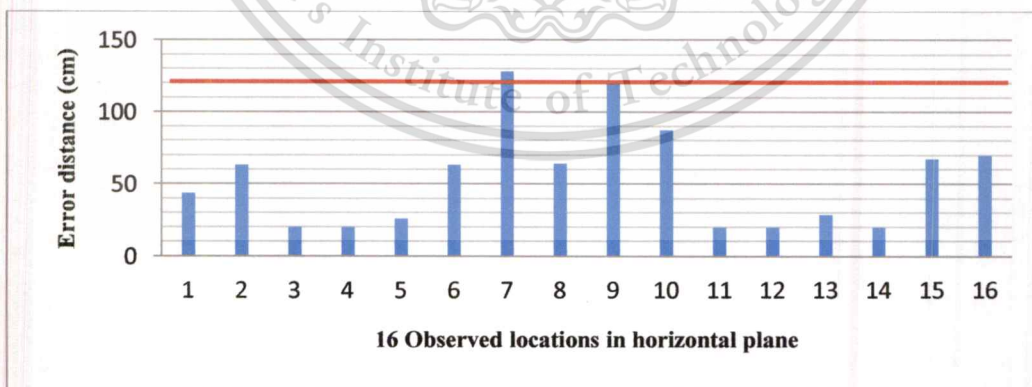 's Institute of Technolog
150
100
50
0
Error distance (cm)
1 2 3 4 5 6 7 8 9 10 11 12 13 14 15 16
16 Observed locations in horizontal plane